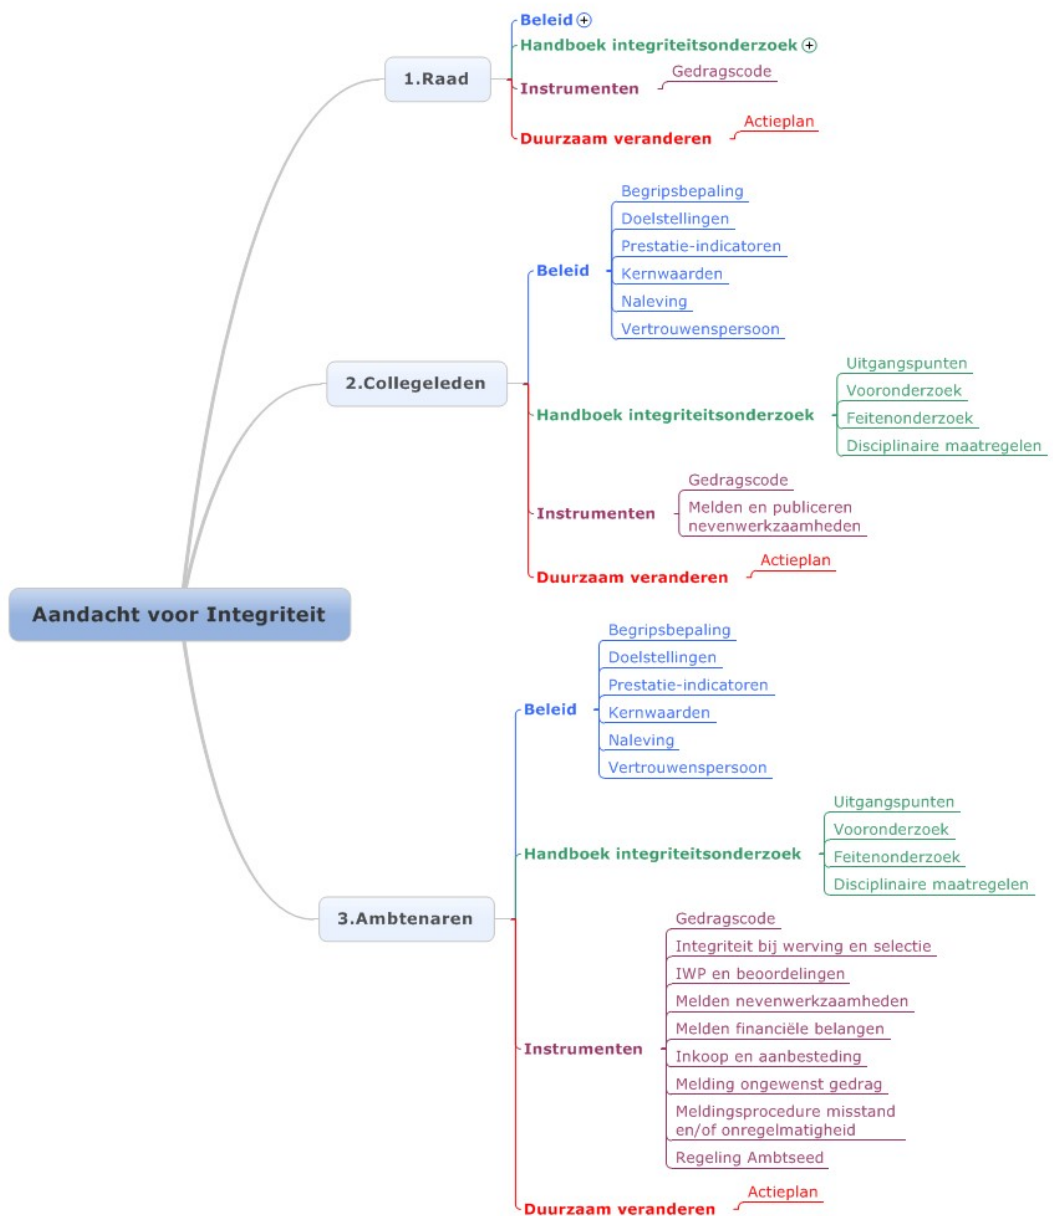 Aandacht voor Integriteit
1.Raad
Beleid
Handboek integriteitsonderzoek
Instrumenten
Gedragscode
Duurzaam veranderen
Actieplan
2.Collegeleden
Beleid
Begripsbepaling
Doelstellingen
Prestatie-indicatoren
Kernwaarden
Naleving
Vertrouwenspersoon
Handboek integriteitsonderzoek
Uitgangspunten
Vooronderzoek
Feitenonderzoek
Disciplinaire maatregelen
Instrumenten
Gedragscode
Melden en publiceren
nevenwerkzaamheden
Duurzaam veranderen
Actieplan
3.Ambtenaren
Beleid
Begripsbepaling
Doelstellingen
Prestatie-indicatoren
Kernwaarden
Naleving
Vertrouwenspersoon
Handboek integriteitsonderzoek
Uitgangspunten
Vooronderzoek
Feitenonderzoek
Disciplinaire maatregelen
Instrumenten
Gedragscode
Integriteit bij werving en selectie
IWP en beoordelingen
Melden nevenwerkzaamheden
Melden financiële belangen
Inkoop en aanbesteding
Melding ongewenst gedrag
Meldingsprocedure misstand
en/of onregelmatigheid
Regeling Ambtseed
Duurzaam veranderen
Actieplan